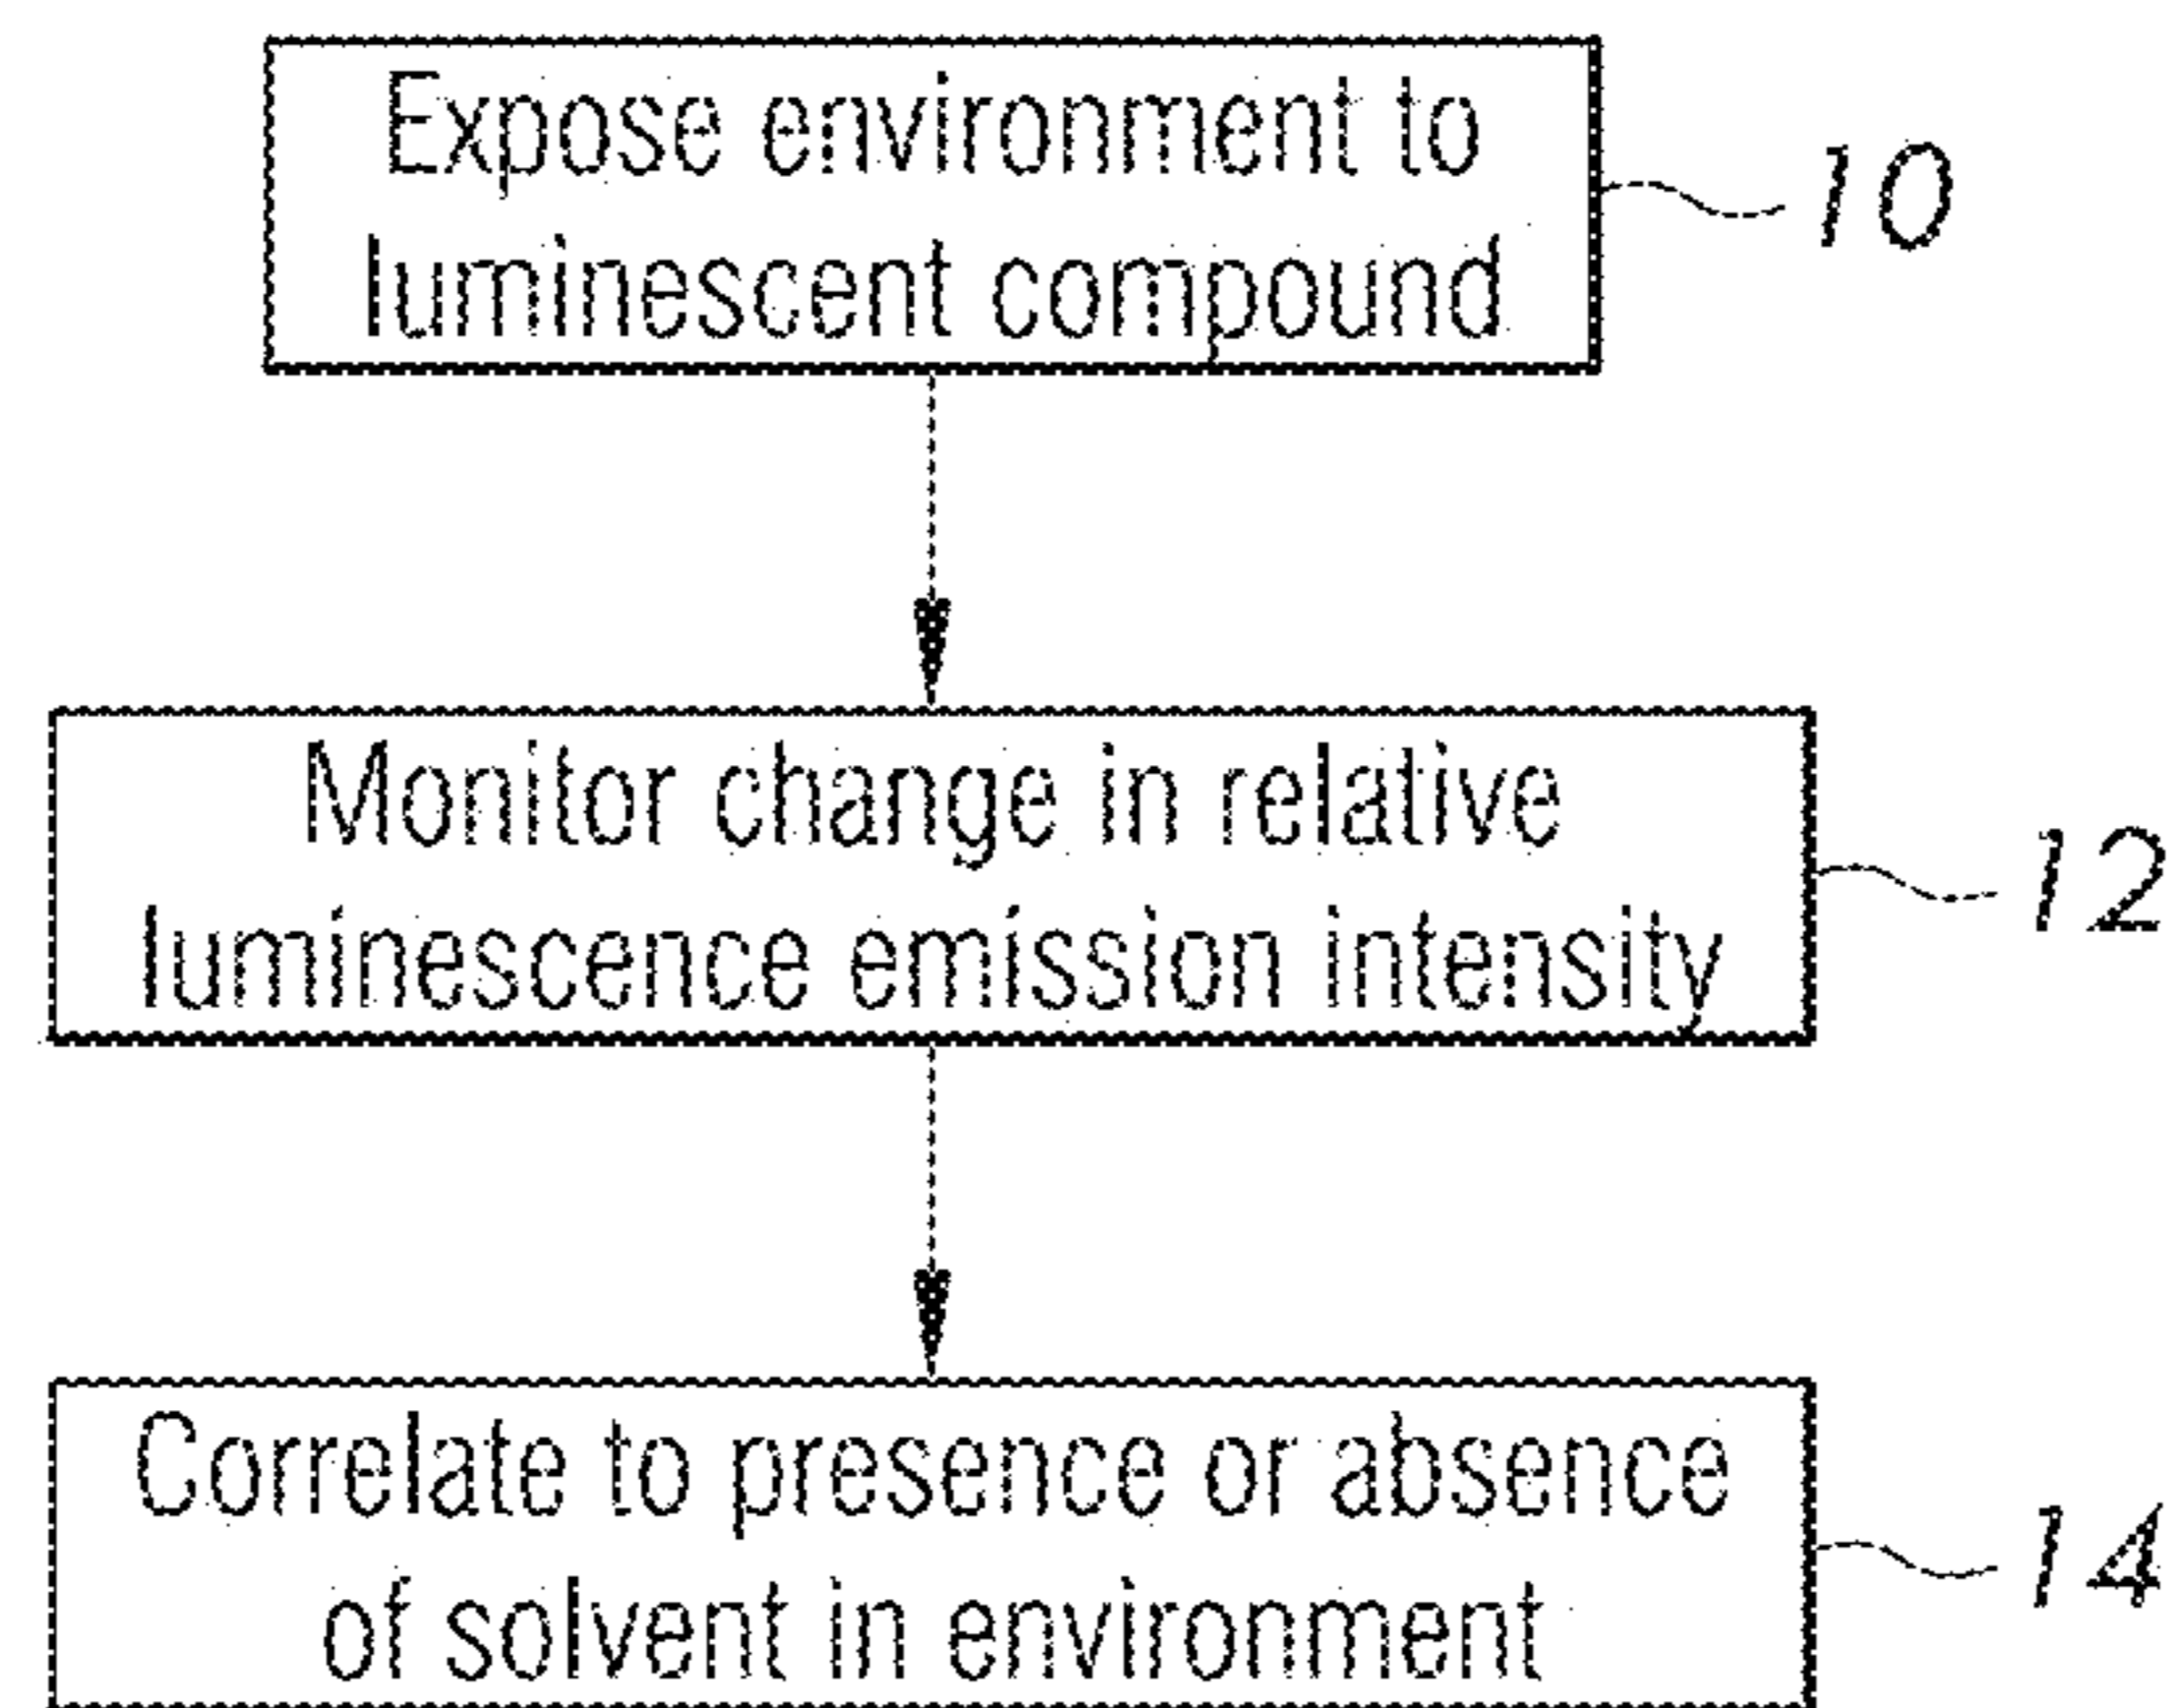 Expose environment to
luminescent compound
10
Monitor change in relative
luminescence emission intensity
12
Correlate to presence or absence
of solvent in environment
14